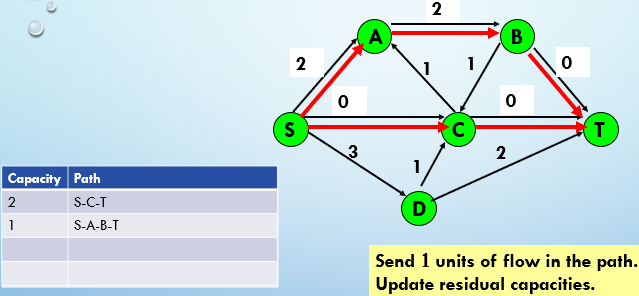 2
A
B
2
1
1
0
0
0
S
C
T
3
1
2
D
Capacity Path
2 S-C-T
1 S-A-B-T
Send 1 units of flow in the path.
Update residual capacities.